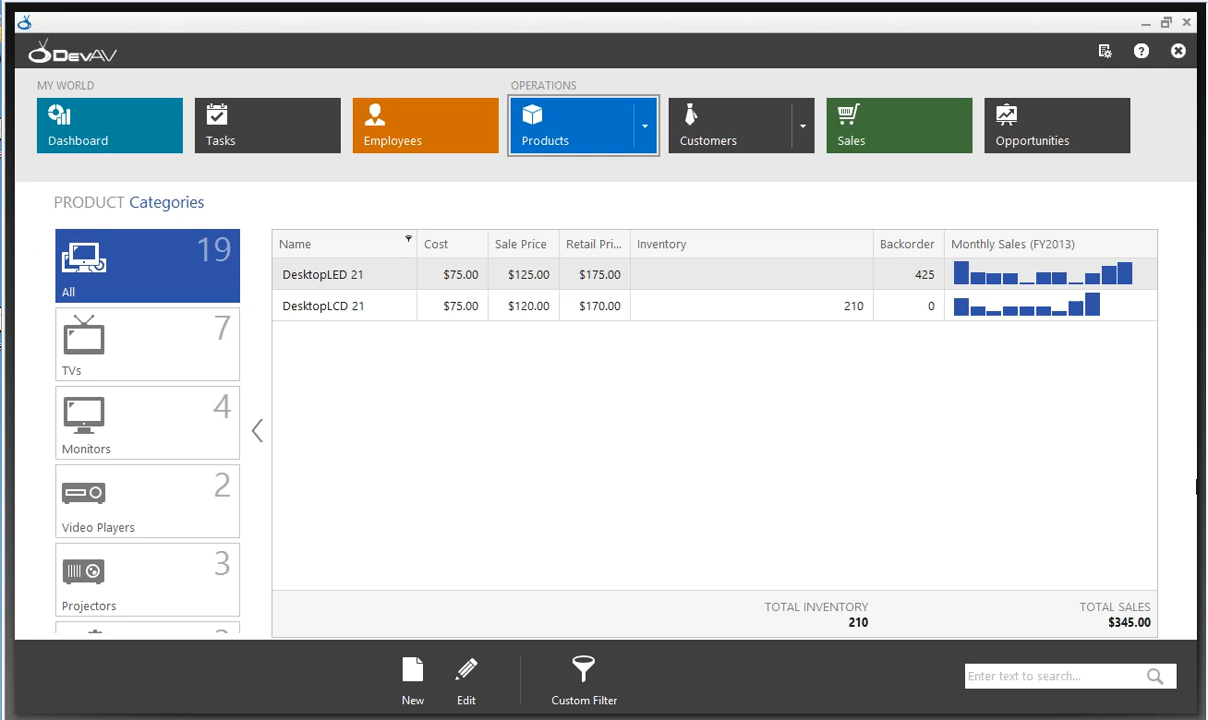 DevAV
MY WORLD
OPERATIONS
Dashboard
Tasks
Employees
Products
Customers
Sales
Opportunities
PRODUCT Categories
19
All
7
TVs
4
Monitors
2
Video Players
3
Projectors
Name Cost Sale Price Retail Pri... Inventory Backorder Monthly Sales (FY2013)
DesktopLED 21 $75.00 $125.00 $175.00 425
DesktopLCD 21 $75.00 $120.00 $170.00 210 0
TOTAL INVENTORY TOTAL SALES
210 $345.00
New
Edit
Custom Filter
Enter text to search...